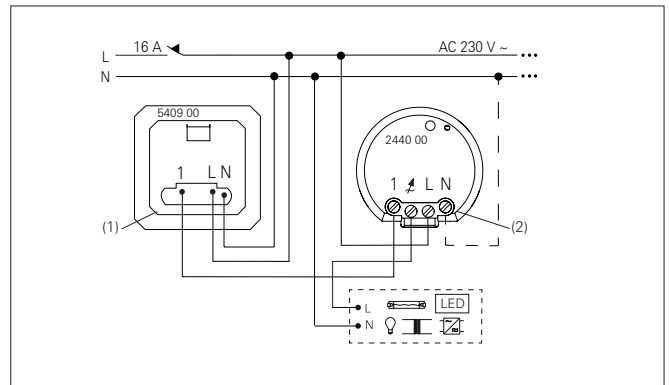 L 16 A AC 230 V ~ •••
N •••
5409 00
2440 00
1 L N
1 L N
(1)
(2)
L LED
N